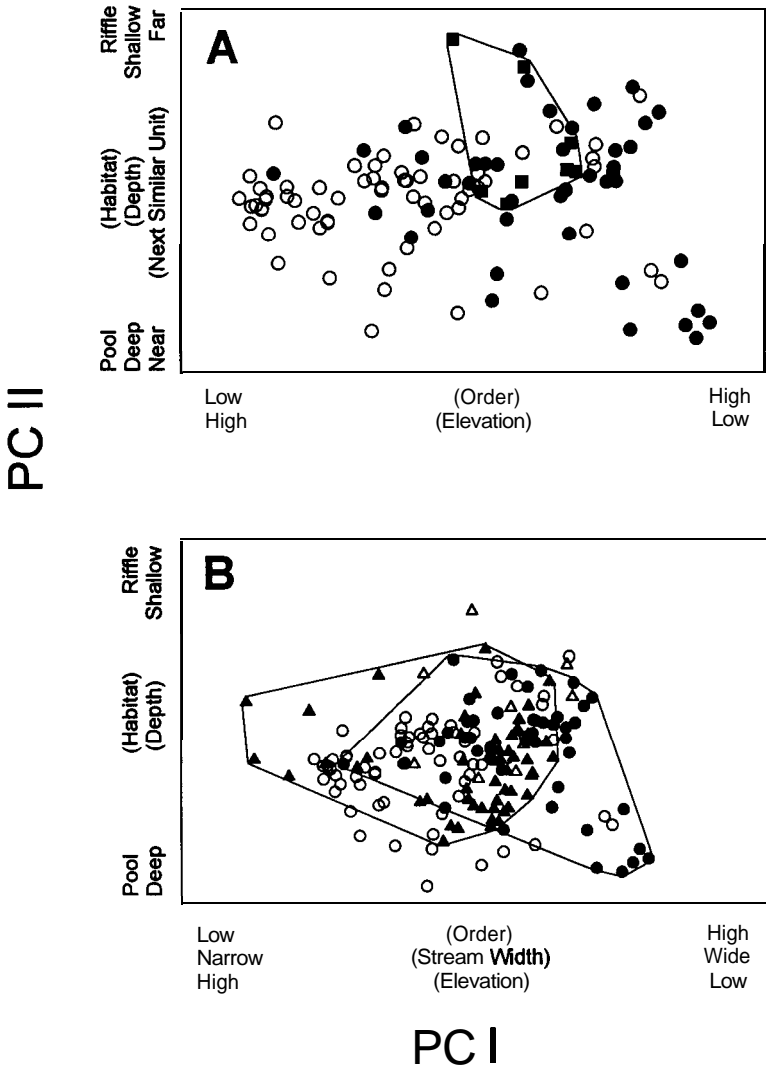 PC II
Riffle
Shallow
Far
(Habitat)
(Depth)
(Next Similar Unit)
Pool
Deep
Near
A
Low (Order) High
High (Elevation) Low
Riffle
Shallow
(Habitat)
(Depth)
Pool
Deep
B
Low (Order) High
Narrow (Stream Width) Wide
High (Elevation) Low
PC I